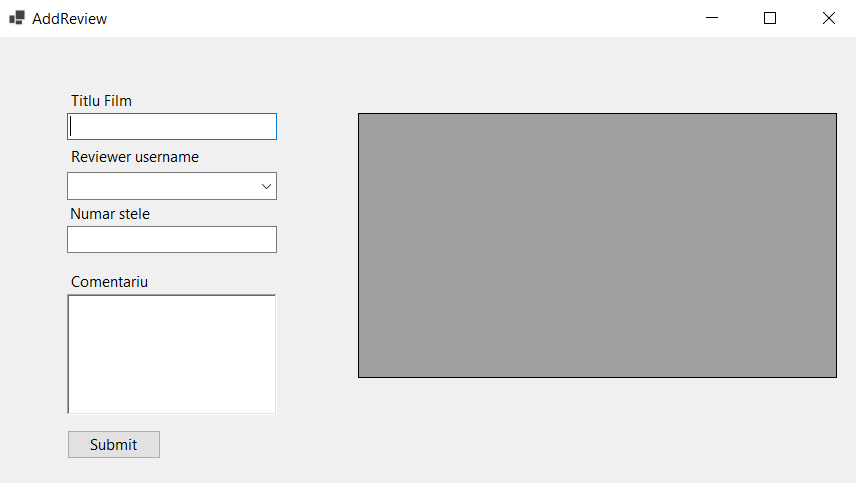 AddReview
Titlu Film
Reviewer username
Numar stele
Comentariu
Submit